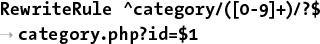 RewriteRule ^category/([0-9]+)/?$
→ category.php?id=$1